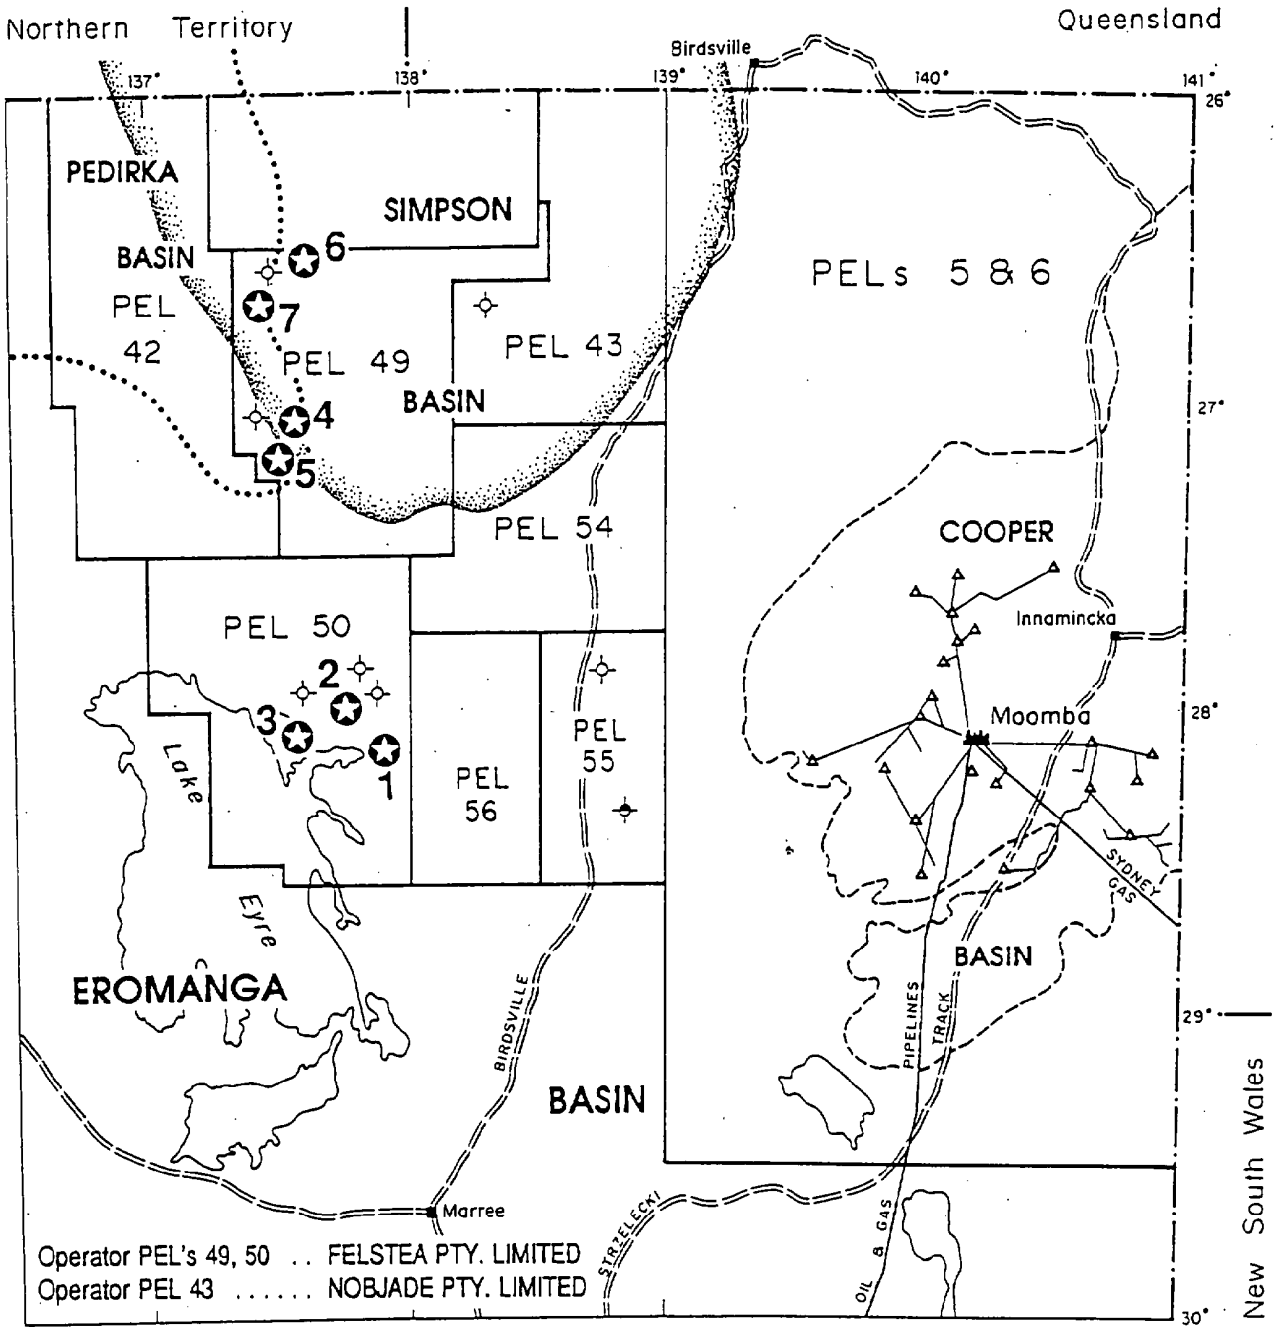 Northern Territory
Queensland
Birdsville
137°
138°
139°
140°
141°
26°
PEDIRKA
SIMPSON
6
BASIN
PELs 5 & 6
PEL
42
7
PEL 49
PEL 43
BASIN
4
27°
5
PEL 54
COOPER
PEL 50
Innamincka
2
3
1
28°
Moomba
PEL
55
Lake
PEL
56
SYDNEY
GAS
Eyre
BASIN
EROMANGA
BIRDSVILLE
PIPELINES
TRACK
29°
BASIN
New South Wales
Marree
STRZELECKI
OIL & GAS
Operator PEL's 49, 50 .. FELSTEA PTY. LIMITED
Operator PEL 43 ...... NOBJADE PTY. LIMITED
30°